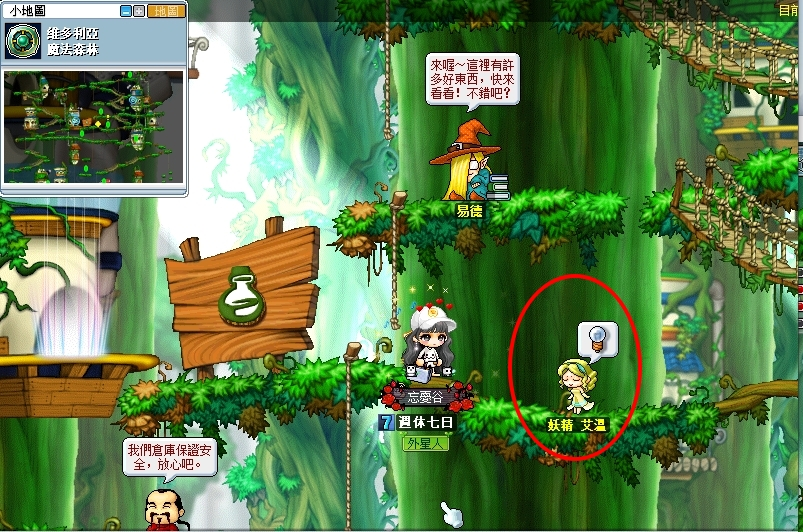 小地圖
地圖
目前
維多利亞
魔法森林
來喔~這裡有許
多好東西，快來
看看！不錯吧？
易德
忘憂谷
7 週休七日
外星人
妖精 艾溫
我們倉庫保證安
全，放心吧。